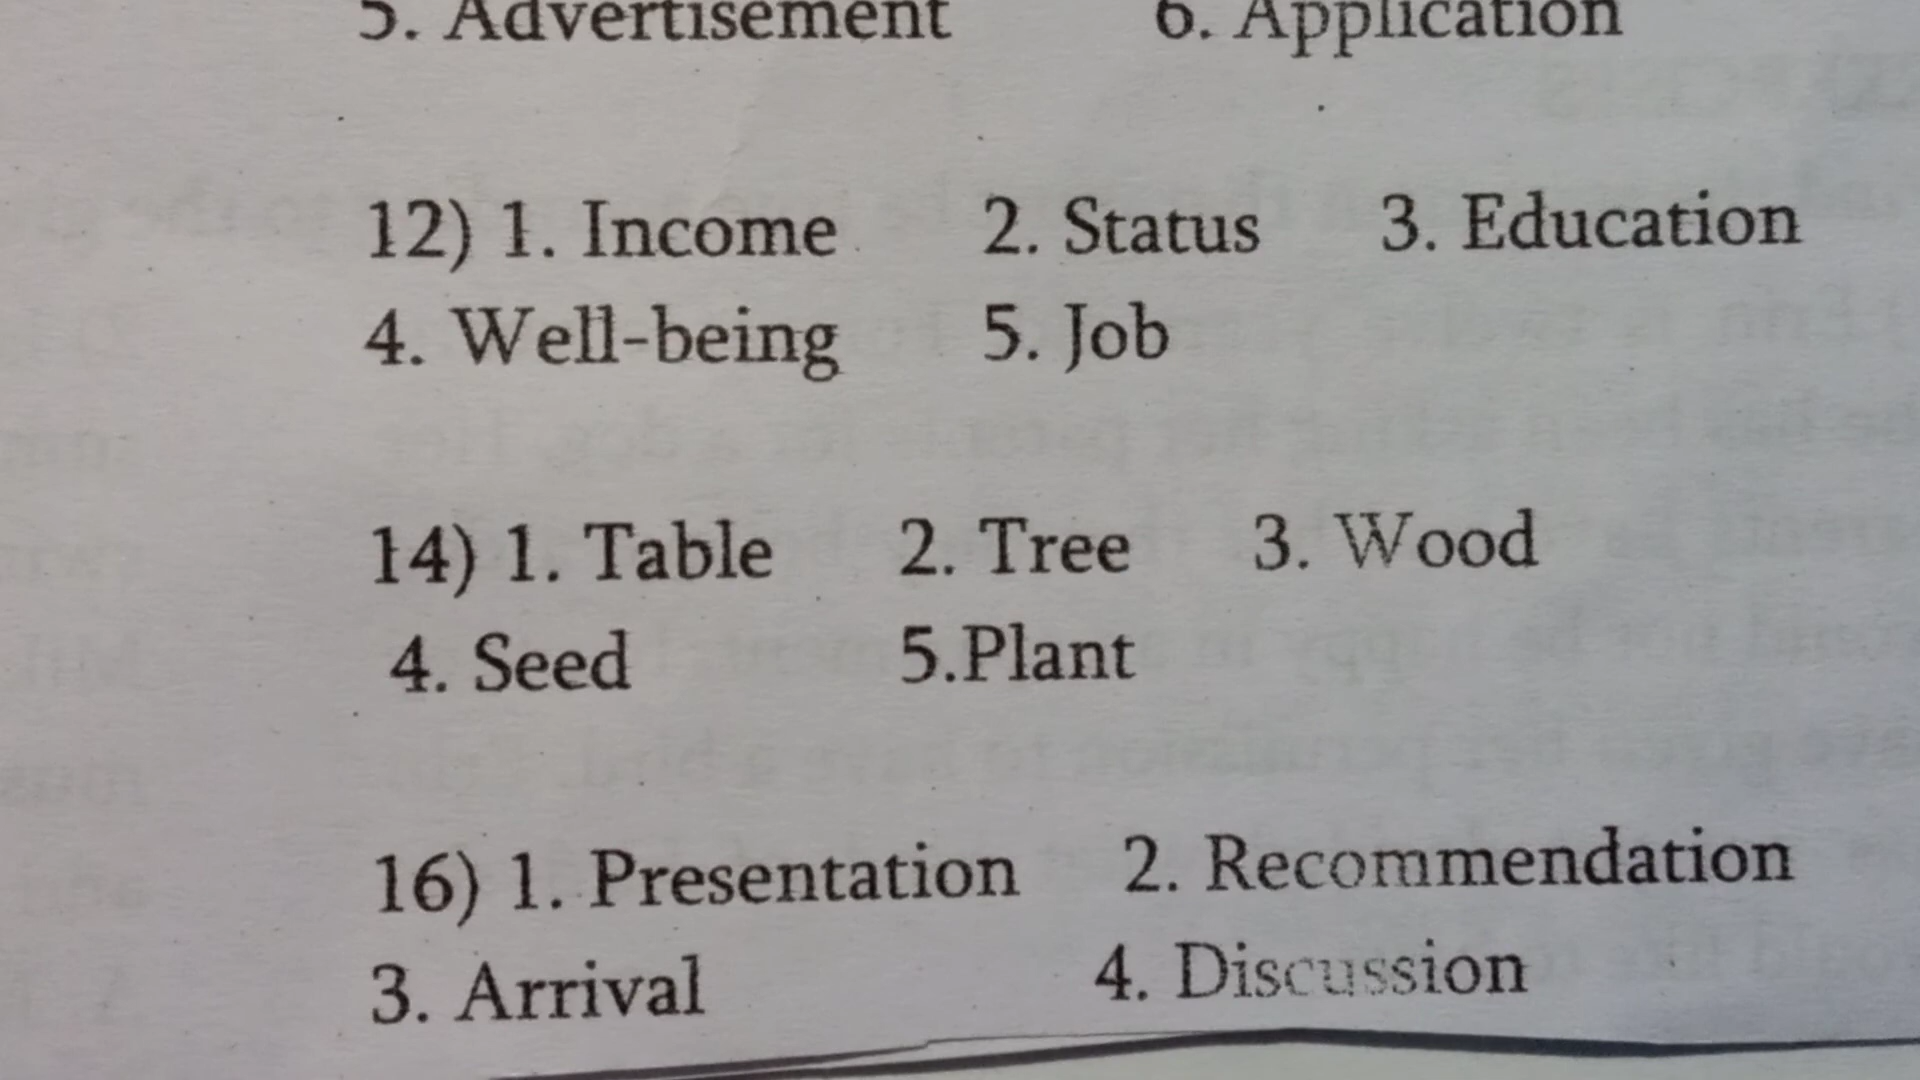 5. Advertisement 6. Application
12) 1. Income 2. Status 3. Education
4. Well-being 5. Job
14) 1. Table 2. Tree 3. Wood
4. Seed 5.Plant
16) 1. Presentation 2. Recommendation
3. Arrival 4. Discussion